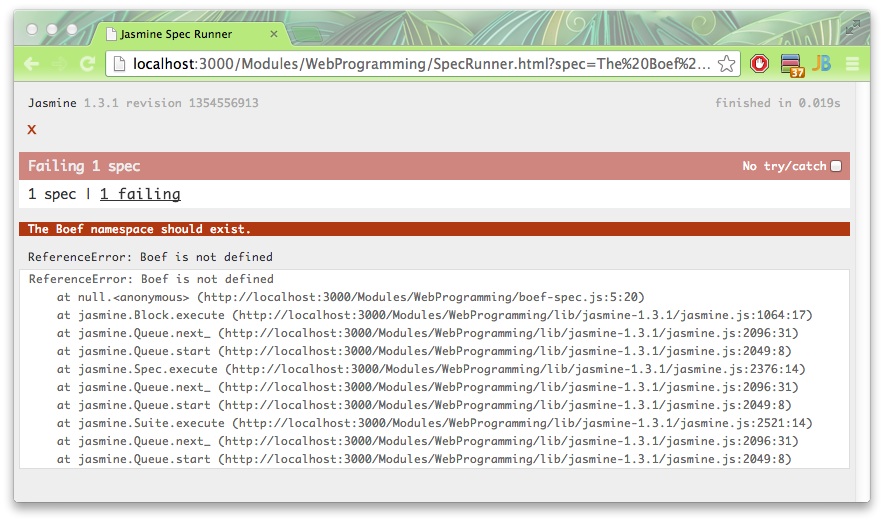 Jasmine Spec Runner
localhost:3000/Modules/WebProgramming/SpecRunner.html?spec=The%20Boef%2...
37
JB
Jasmine 1.3.1 revision 1354556913
finished in 0.019s
x
Failing 1 spec
No try/catch
1 spec | 1 failing
The Boef namespace should exist.
ReferenceError: Boef is not defined
ReferenceError: Boef is not defined
at null.<anonymous> (http://localhost:3000/Modules/WebProgramming/boef-spec.js:5:20)
at jasmine.Block.execute (http://localhost:3000/Modules/WebProgramming/lib/jasmine-1.3.1/jasmine.js:1064:17)
at jasmine.Queue.next_ (http://localhost:3000/Modules/WebProgramming/lib/jasmine-1.3.1/jasmine.js:2096:31)
at jasmine.Queue.start (http://localhost:3000/Modules/WebProgramming/lib/jasmine-1.3.1/jasmine.js:2049:8)
at jasmine.Spec.execute (http://localhost:3000/Modules/WebProgramming/lib/jasmine-1.3.1/jasmine.js:2376:14)
at jasmine.Queue.next_ (http://localhost:3000/Modules/WebProgramming/lib/jasmine-1.3.1/jasmine.js:2096:31)
at jasmine.Queue.start (http://localhost:3000/Modules/WebProgramming/lib/jasmine-1.3.1/jasmine.js:2049:8)
at jasmine.Suite.execute (http://localhost:3000/Modules/WebProgramming/lib/jasmine-1.3.1/jasmine.js:2521:14)
at jasmine.Queue.next_ (http://localhost:3000/Modules/WebProgramming/lib/jasmine-1.3.1/jasmine.js:2096:31)
at jasmine.Queue.start (http://localhost:3000/Modules/WebProgramming/lib/jasmine-1.3.1/jasmine.js:2049:8)